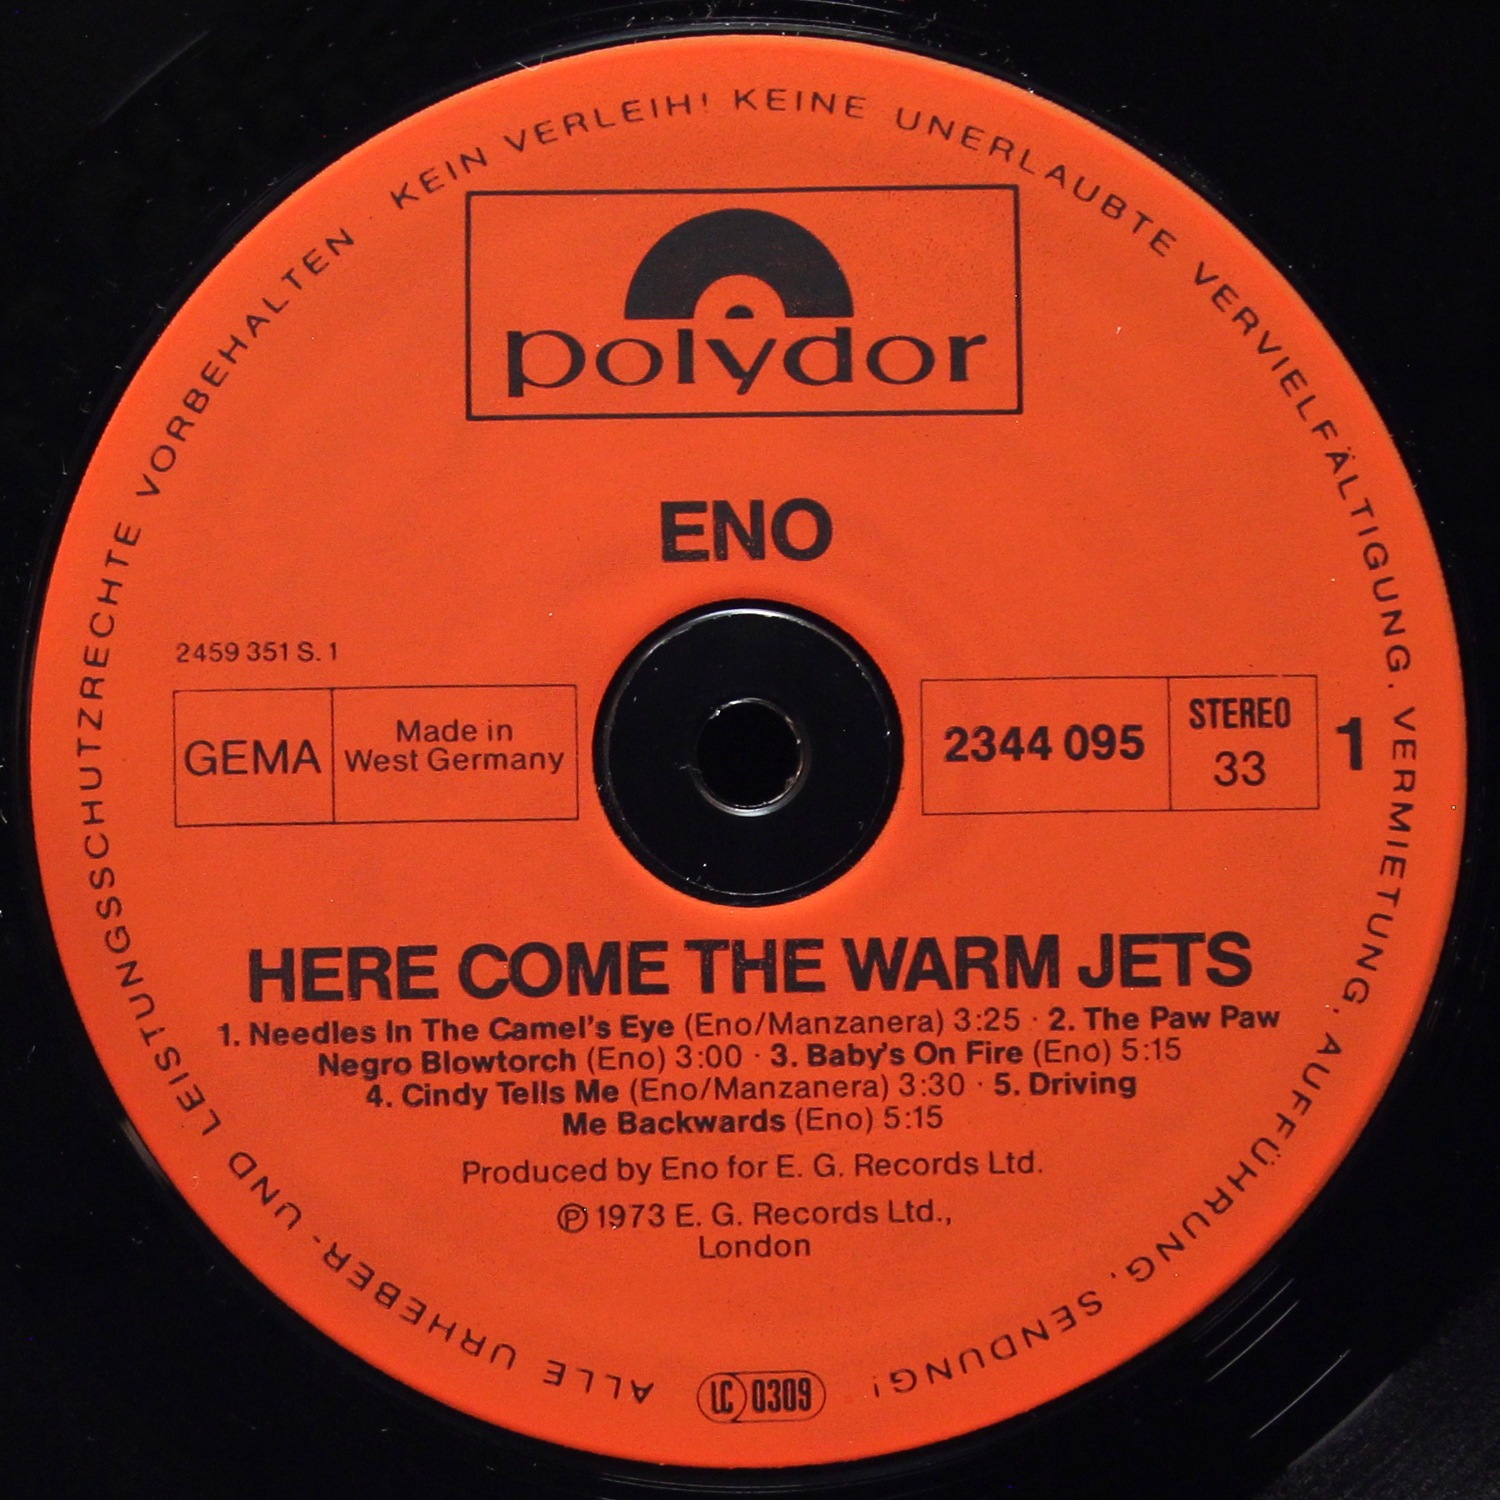 ALLE URHEBER- UND LEISTUNGSSCHUTZRECHTE VORBEHALTEN KEIN VERLEIH! KEINE UNERLAUBTE VERVIELFÄLTIGUNG. VERMIETUNG. AUFFÜHRUNG. SENDUNG!
polydor
ENO
2459 351 S. 1
GEMA
Made in
West Germany
2344 095
STEREO
33
1
HERE COME THE WARM JETS
1. Needles In The Camel's Eye (Eno/Manzanera) 3:25 · 2. The Paw Paw
Negro Blowtorch (Eno) 3:00 · 3. Baby's On Fire (Eno) 5:15
4. Cindy Tells Me (Eno/Manzanera) 3:30 · 5. Driving
Me Backwards (Eno) 5:15
Produced by Eno for E. G. Records Ltd.
Ⓟ 1973 E. G. Records Ltd.,
London
LC 0309